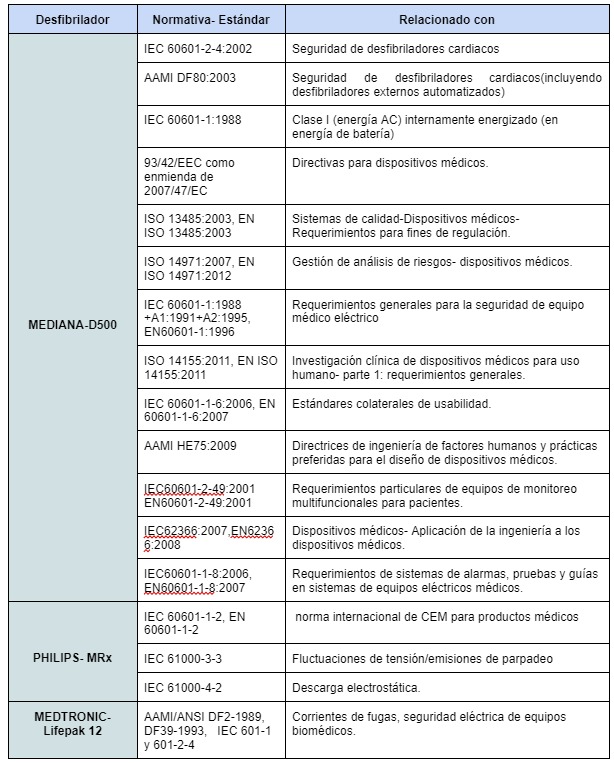 Desfibrilador
Normativa- Estándar
Relacionado con
MEDIANA-D500
IEC 60601-2-4:2002
Seguridad de desfibriladores cardiacos
AAMI DF80:2003
Seguridad de desfibriladores cardiacos(incluyendo
desfibriladores externos automatizados)
IEC 60601-1:1988
Clase I (energía AC) internamente energizado (en
energía de batería)
93/42/EEC como
enmienda de
2007/47/EC
Directivas para dispositivos médicos.
ISO 13485:2003, EN
ISO 13485:2003
Sistemas de calidad-Dispositivos médicos-
Requerimientos para fines de regulación.
ISO 14971:2007, EN
ISO 14971:2012
Gestión de análisis de riesgos- dispositivos médicos.
IEC 60601-1:1988
+A1:1991+A2:1995,
EN60601-1:1996
Requerimientos generales para la seguridad de equipo
médico eléctrico
ISO 14155:2011, EN ISO
14155:2011
Investigación clínica de dispositivos médicos para uso
humano- parte 1: requerimientos generales.
IEC 60601-1-6:2006, EN
60601-1-6:2007
Estándares colaterales de usabilidad.
AAMI HE75:2009
Directrices de ingeniería de factores humanos y prácticas
preferidas para el diseño de dispositivos médicos.
IEC60601-2-49:2001
EN60601-2-49:2001
Requerimientos particulares de equipos de monitoreo
multifuncionales para pacientes.
IEC62366:2007,EN6236
6:2008
Dispositivos médicos- Aplicación de la ingeniería a los
dispositivos médicos.
IEC60601-1-8:2006,
EN60601-1-8:2007
Requerimientos de sistemas de alarmas, pruebas y guías
en sistemas de equipos eléctricos médicos.
PHILIPS- MRx
IEC 60601-1-2, EN
60601-1-2
norma internacional de CEM para productos médicos
IEC 61000-3-3
Fluctuaciones de tensión/emisiones de parpadeo
IEC 61000-4-2
Descarga electrostática.
MEDTRONIC-
Lifepak 12
AAMI/ANSI DF2-1989,
DF39-1993, IEC 601-1
y 601-2-4
Corrientes de fugas, seguridad eléctrica de equipos
biomédicos.